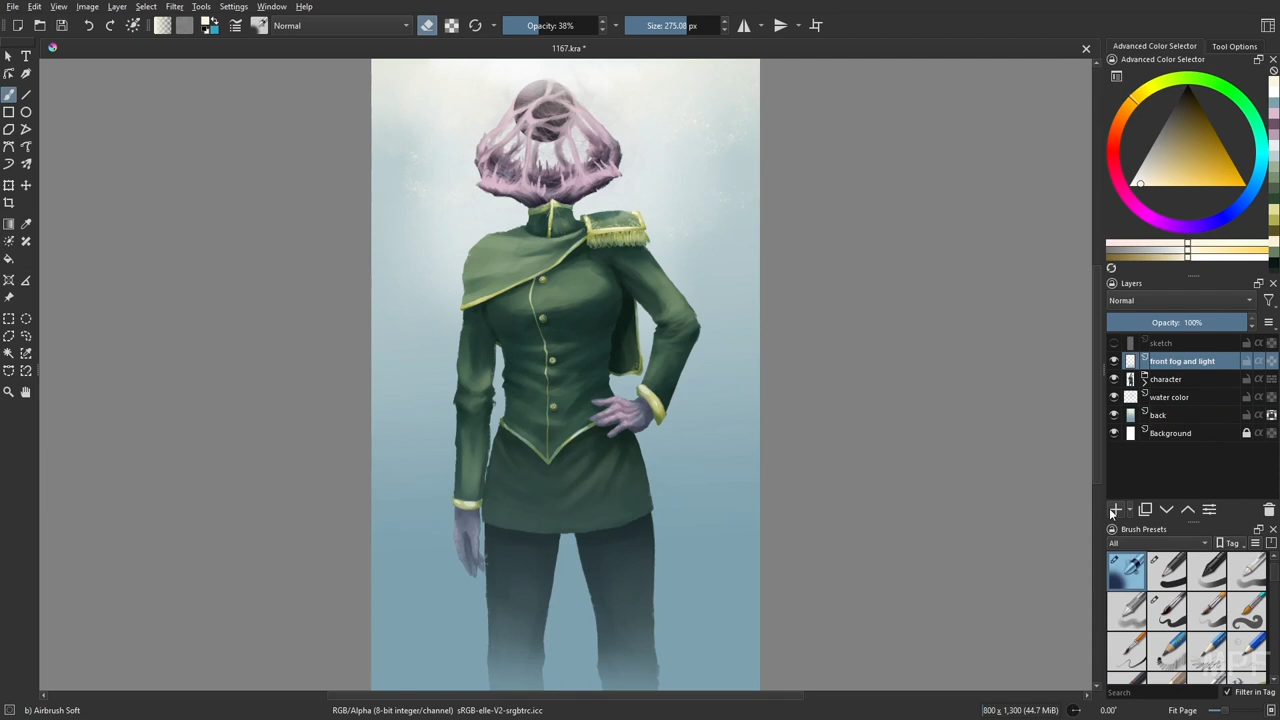 File Edit View Image Layer Select Filter Tools Settings Window Help
Normal
Opacity: 38%
Size: 275.08 px
1167.kra *
Advanced Color Selector
Tool Options
Advanced Color Selector
Layers
Normal
Opacity: 100%
sketch
front fog and light
character
water color
back
Background
Brush Presets
All
Tag
MPF
Search
Filter in Tag
b) Airbrush Soft
RGB/Alpha (8-bit integer/channel) sRGB-elle-V2-srgbtrc.icc
800 x 1,300 (44.7 MiB)
0.00°
Fit Page